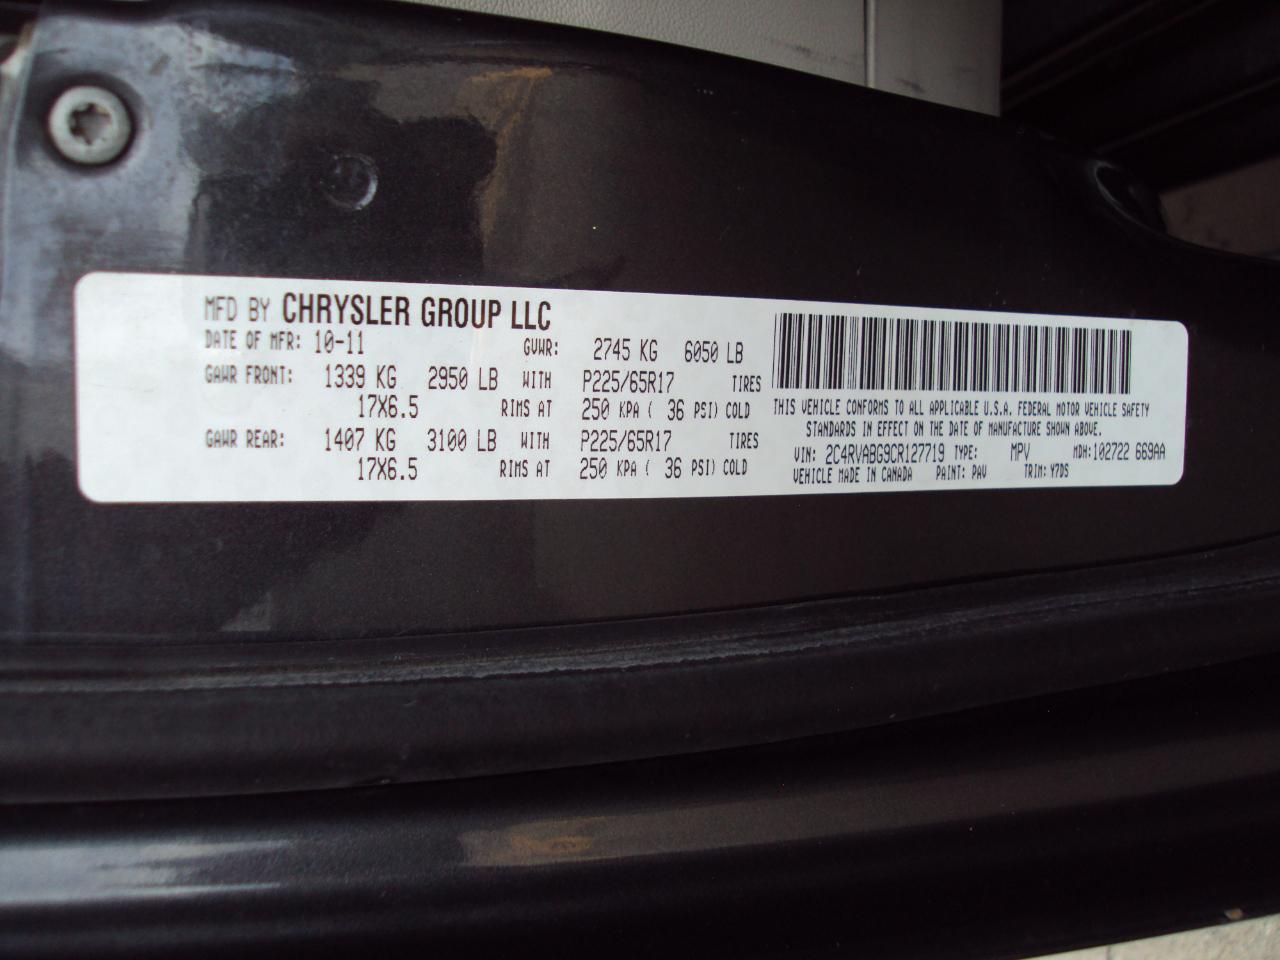 MFD BY CHRYSLER GROUP LLC
DATE OF MFR: 10-11 GVWR: 2745 KG 6050 LB
GAWR FRONT: 1339 KG 2950 LB WITH P225/65R17 TIRES
17X6.5 RIMS AT 250 KPA ( 36 PSI) COLD
GAWR REAR: 1407 KG 3100 LB WITH P225/65R17 TIRES
17X6.5 RIMS AT 250 KPA ( 36 PSI) COLD
THIS VEHICLE CONFORMS TO ALL APPLICABLE U.S.A. FEDERAL MOTOR VEHICLE SAFETY
STANDARDS IN EFFECT ON THE DATE OF MANUFACTURE SHOWN ABOVE.
VIN: 2C4RVABG9CR127719 TYPE: MPV MDH: 102722 669AA
VEHICLE MADE IN CANADA PAINT: PAV TRIM: Y7DS